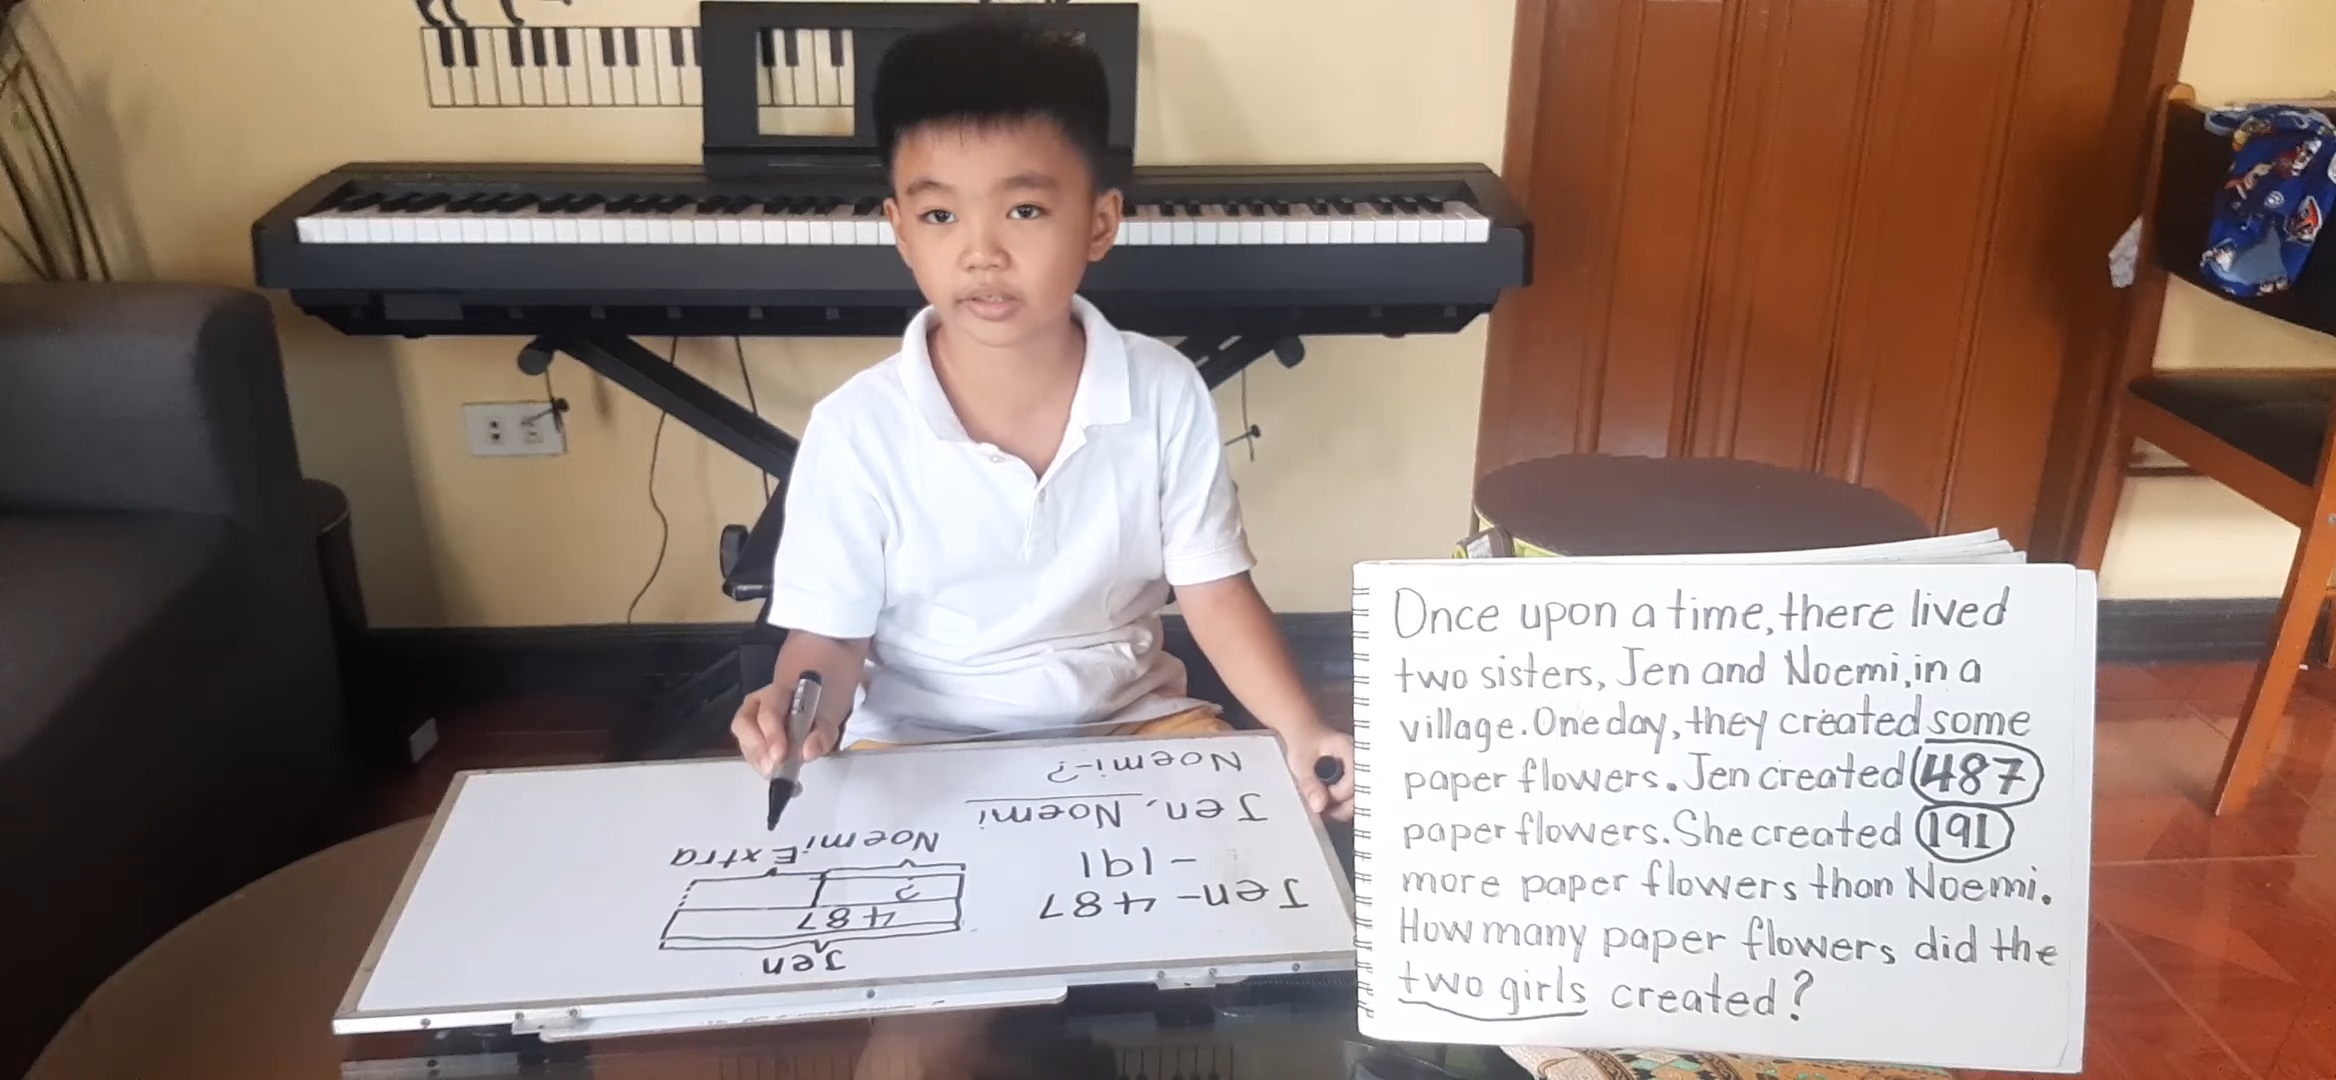 Once upon a time, there lived
two sisters, Jen and Noemi, in a
village. One day, they created some
paper flowers. Jen created 487
paper flowers. She created 191
more paper flowers than Noemi.
How many paper flowers did the
two girls created?
Jen - 487
- 191
Jen, Noemi
Noemi - ?
Jen
487
?
Noemi Extra